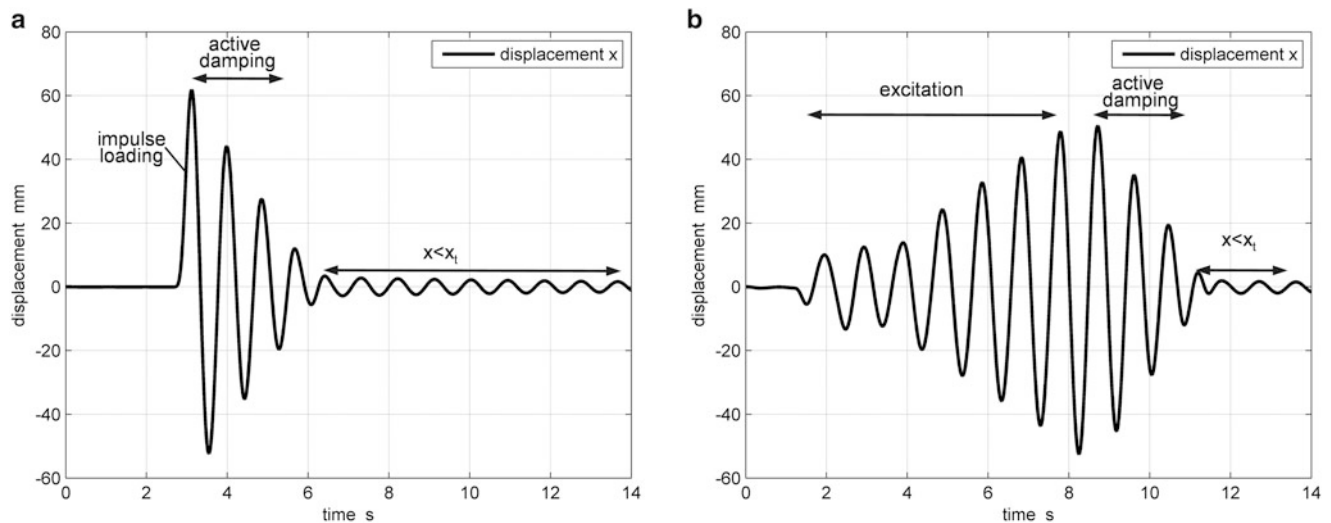 a
80
60
40
20
0
-20
-40
-60
0 2 4 6 8 10 12 14
displacement mm
time s
displacement x
active
damping
impulse
loading
x<x_t
b
80
60
40
20
0
-20
-40
-60
0 2 4 6 8 10 12 14
displacement mm
time s
displacement x
excitation
active
damping
x<x_t